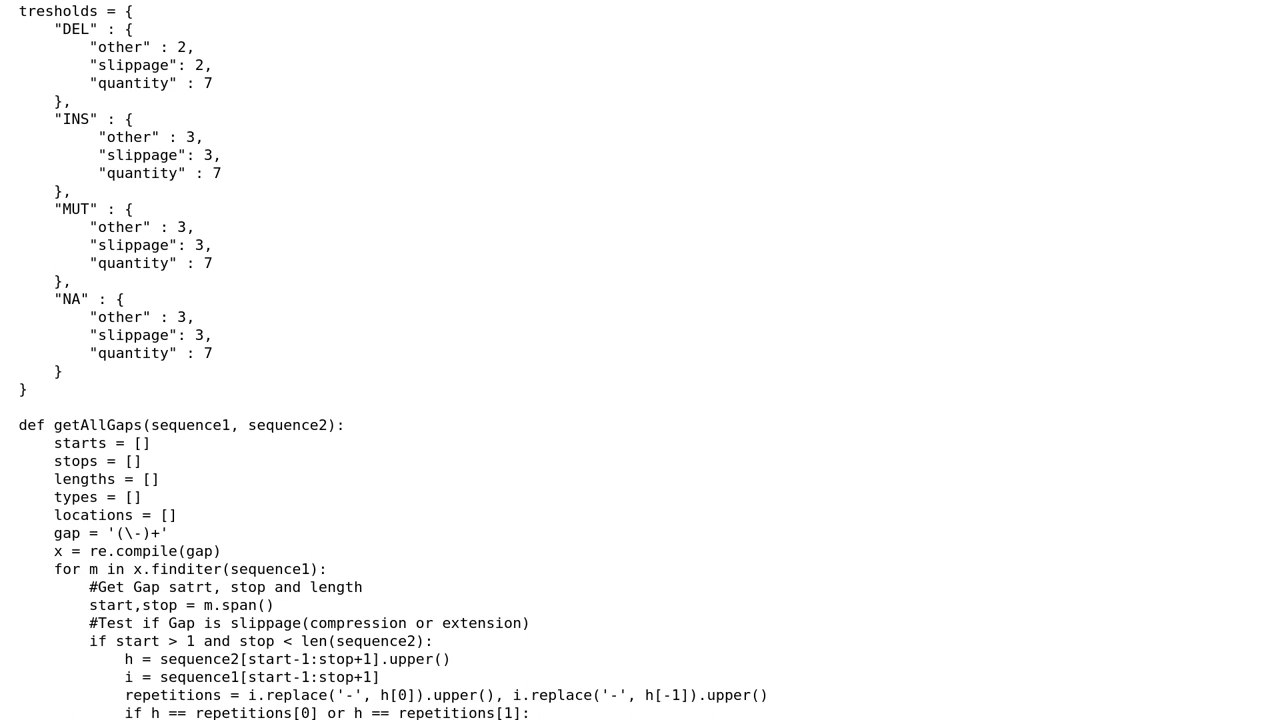 tresholds = {
    "DEL" : {
        "other" : 2,
        "slippage": 2,
        "quantity" : 7
    },
    "INS" : {
         "other" : 3,
         "slippage": 3,
         "quantity" : 7
    },
    "MUT" : {
        "other" : 3,
        "slippage": 3,
        "quantity" : 7
    },
    "NA" : {
        "other" : 3,
        "slippage": 3,
        "quantity" : 7
    }
}

def getAllGaps(sequence1, sequence2):
    starts = []
    stops = []
    lengths = []
    types = []
    locations = []
    gap = '(\-)+'
    x = re.compile(gap)
    for m in x.finditer(sequence1):
        #Get Gap satrt, stop and length
        start,stop = m.span()
        #Test if Gap is slippage(compression or extension)
        if start > 1 and stop < len(sequence2):
            h = sequence2[start-1:stop+1].upper()
            i = sequence1[start-1:stop+1]
            repetitions = i.replace('-', h[0]).upper(), i.replace('-', h[-1]).upper()
            if h == repetitions[0] or h == repetitions[1]: